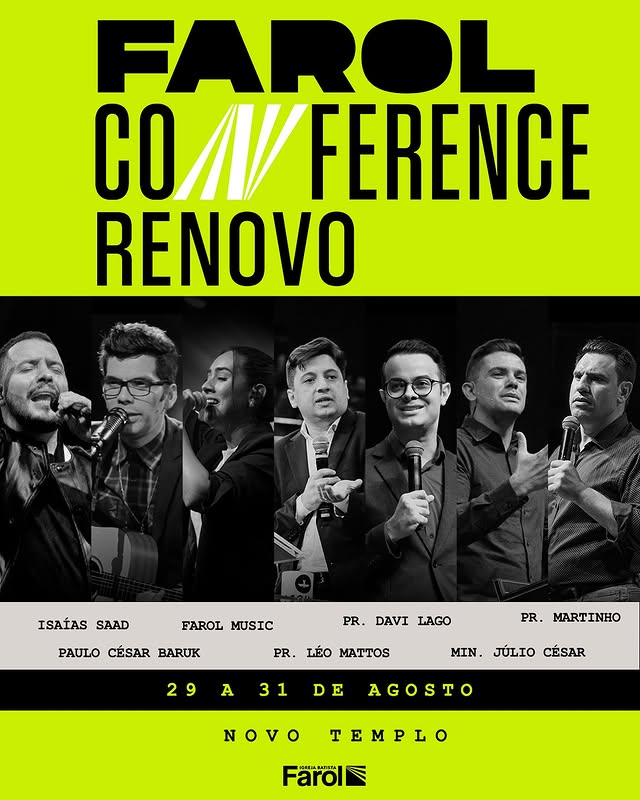 FAROL
CONFERENCE
RENOVO
ISAÍAS SAAD
FAROL MUSIC
PR. DAVI LAGO
PR. MARTINHO
PAULO CÉSAR BARUK
PR. LÉO MATTOS
MIN. JÚLIO CÉSAR
29 A 31 DE AGOSTO
NOVO TEMPLO
IGREJA BATISTA
Farol